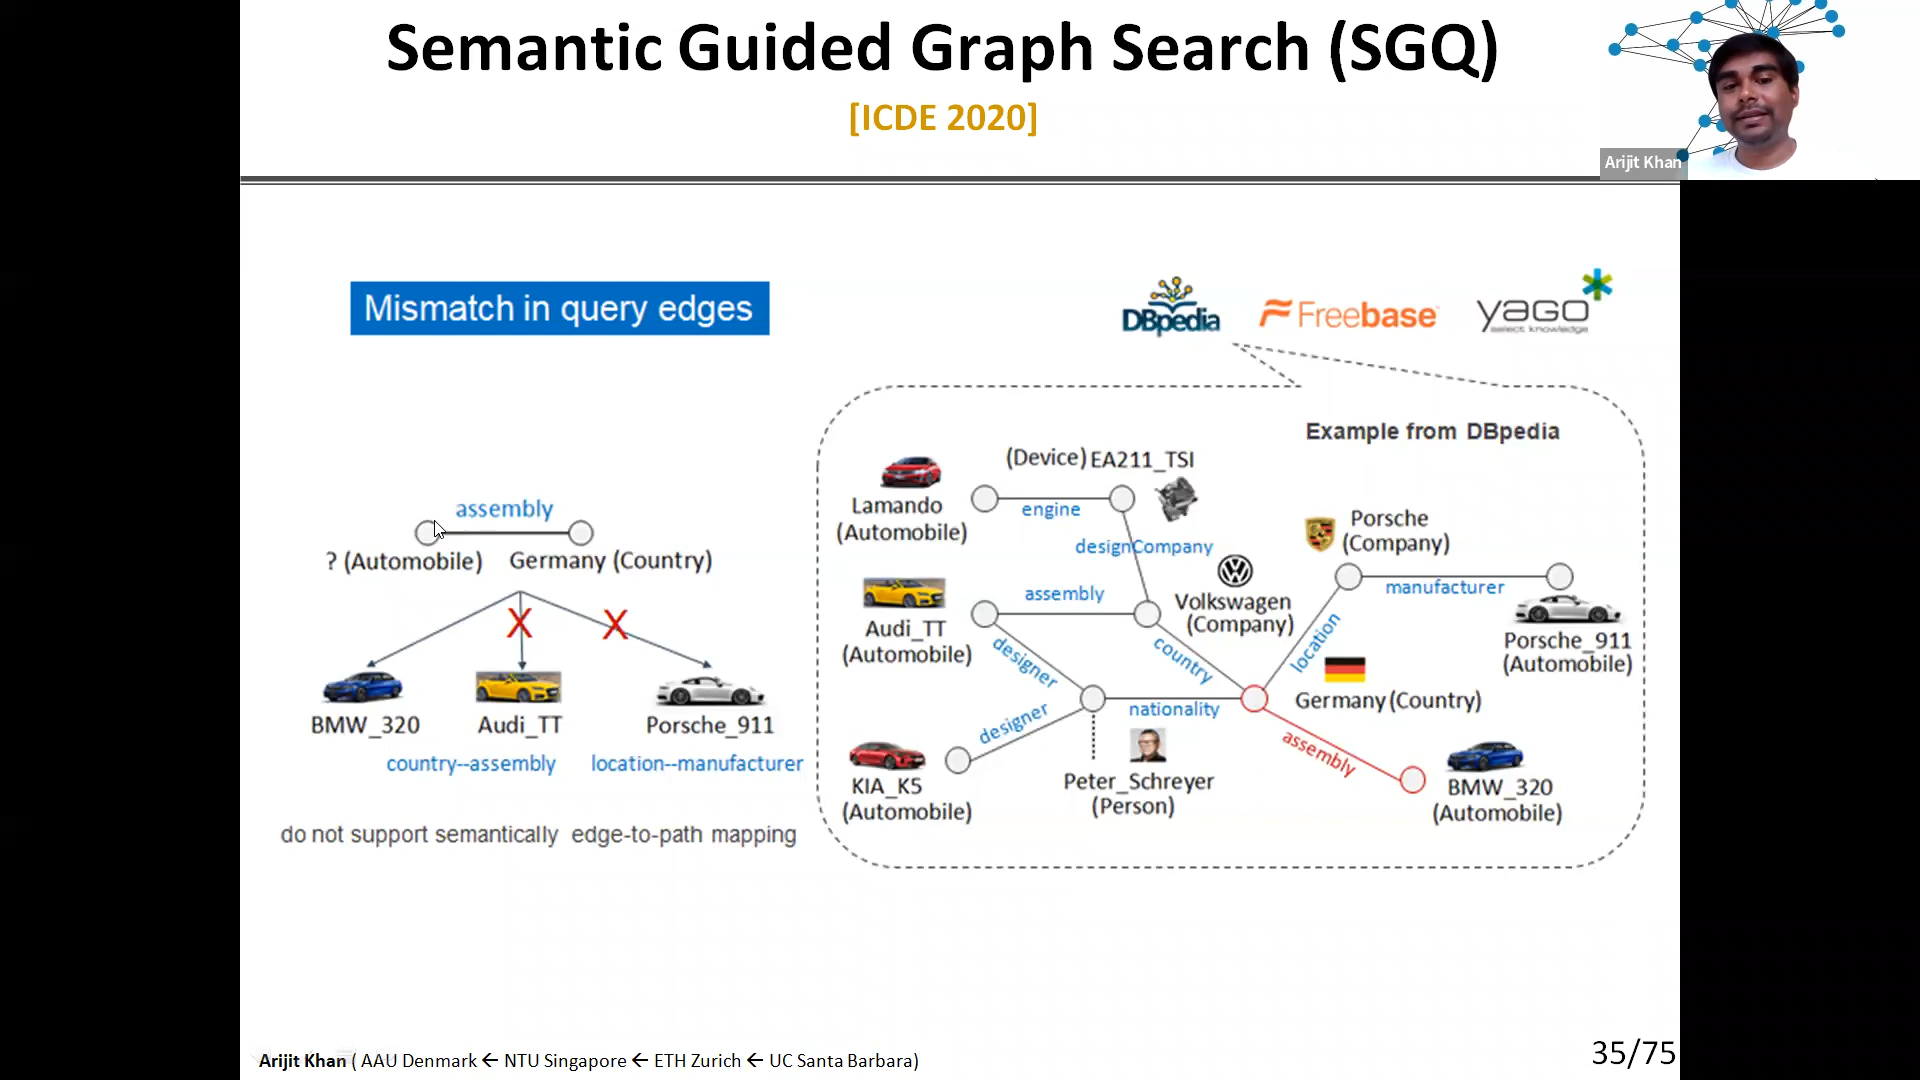 Semantic Guided Graph Search (SGQ)
[ICDE 2020]
Arijit Khan
Mismatch in query edges
DBpedia
Freebase
yago
select knowledge
Example from DBpedia
assembly
? (Automobile)
Germany (Country)
X
X
BMW_320
Audi_TT
Porsche_911
country--assembly
location--manufacturer
do not support semantically edge-to-path mapping
Lamando
(Automobile)
engine
(Device) EA211_TSI
designCompany
Audi_TT
(Automobile)
assembly
Volkswagen
(Company)
designer
country
Porsche
(Company)
manufacturer
Porsche_911
(Automobile)
location
Germany (Country)
nationality
designer
KIA_K5
(Automobile)
Peter_Schreyer
(Person)
assembly
BMW_320
(Automobile)
Arijit Khan ( AAU Denmark ← NTU Singapore ← ETH Zurich ← UC Santa Barbara)
35/75